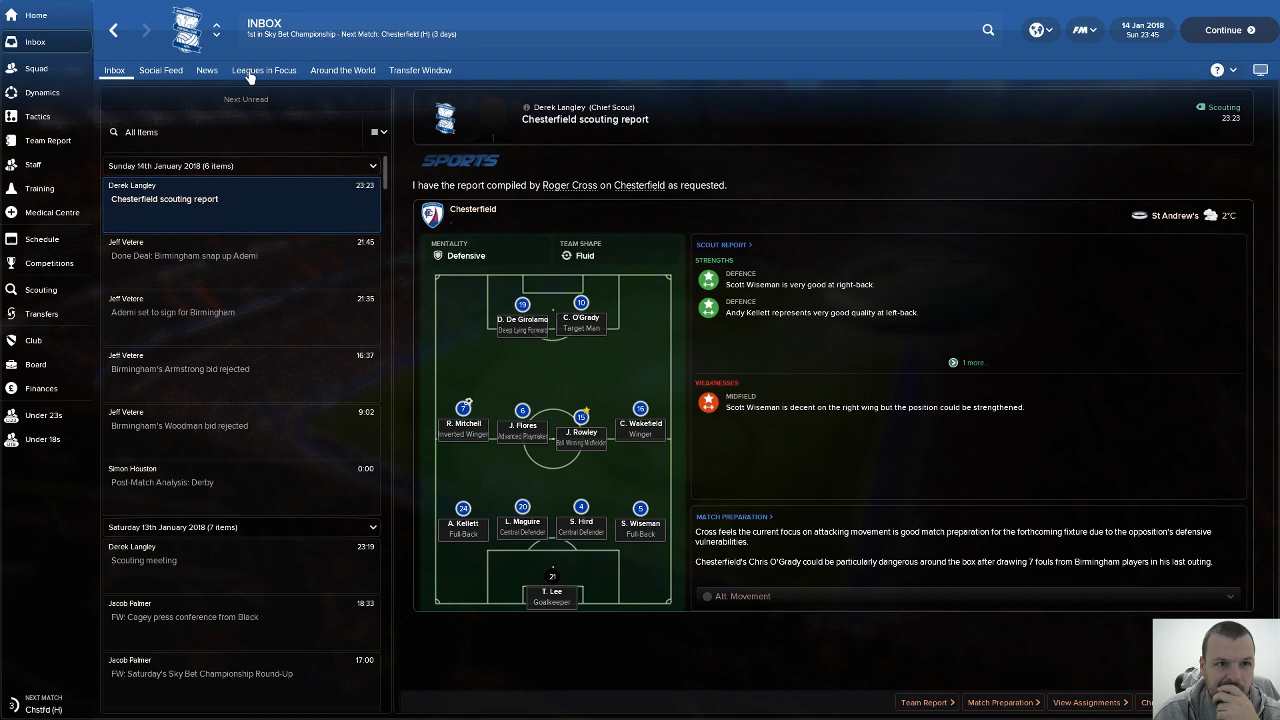 Home
Inbox
Squad
Dynamics
Tactics
Team Report
Staff
Training
Medical Centre
Schedule
Competitions
Scouting
Transfers
Club
Board
Finances
Under 23s
Under 18s
NEXT MATCH
3 Chstfd (H)
INBOX
1st in Sky Bet Championship - Next Match: Chesterfield (H) (3 days)
FM
14 Jan 2018
Sun 23:45
Continue
Inbox Social Feed News Leagues in Focus Around the World Transfer Window
?
Next Unread
All Items
Sunday 14th January 2018 (6 items)
Derek Langley 23:23
Chesterfield scouting report
Jeff Vetere 21:45
Done Deal: Birmingham snap up Ademi
Jeff Vetere 21:35
Ademi set to sign for Birmingham
Jeff Vetere 16:37
Birmingham's Armstrong bid rejected
Jeff Vetere 9:02
Birmingham's Woodman bid rejected
Simon Houston 0:00
Post-Match Analysis: Derby
Saturday 13th January 2018 (7 items)
Derek Langley 23:19
Scouting meeting
Jacob Palmer 18:33
FW: Cagey press conference from Black
Jacob Palmer 17:00
FW: Saturday's Sky Bet Championship Round-Up
Derek Langley (Chief Scout)
Chesterfield scouting report
Scouting
23:23
SPORTS
I have the report compiled by Roger Cross on Chesterfield as requested.
Chesterfield
St Andrew's 2°C
MENTALITY
Defensive
TEAM SHAPE
Fluid
19
D. De Girolamo
Deep Lying Forward
10
C. O'Grady
Target Man
7
R. Mitchell
Inverted Winger
6
J. Flores
Advanced Playmaker
15
J. Rowley
Ball Winning Midfielder
16
C. Wakefield
Winger
24
A. Kellett
Full-Back
20
L. Maguire
Central Defender
4
S. Hird
Central Defender
5
S. Wiseman
Full-Back
21
T. Lee
Goalkeeper
SCOUT REPORT >
STRENGTHS
DEFENCE
Scott Wiseman is very good at right-back.
DEFENCE
Andy Kellett represents very good quality at left-back.
1 more...
WEAKNESSES
MIDFIELD
Scott Wiseman is decent on the right wing but the position could be strengthened.
MATCH PREPARATION >
Cross feels the current focus on attacking movement is good match preparation for the forthcoming fixture due to the opposition's defensive
vulnerabilities.
Chesterfield's Chris O'Grady could be particularly dangerous around the box after drawing 7 fouls from Birmingham players in his last outing.
Att. Movement
Team Report > Match Preparation > View Assignments >